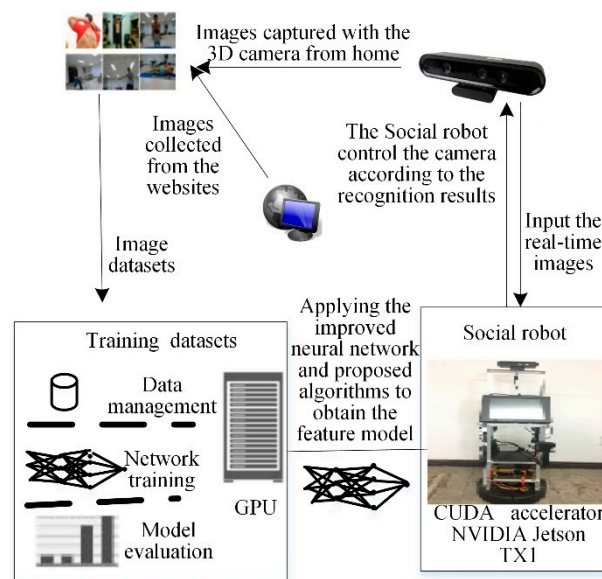 Images captured with the
3D camera from home
Images
collected
from the
websites
The Social robot
control the camera
according to the
recognition results
Input the
real-time
images
Image
datasets
Training datasets
Data
management
Network
training
Model
evaluation
GPU
Applying the
improved
neural network
and proposed
algorithms to
obtain the
feature model
Social robot
CUDA accelerator
NVIDIA Jetson
TX1